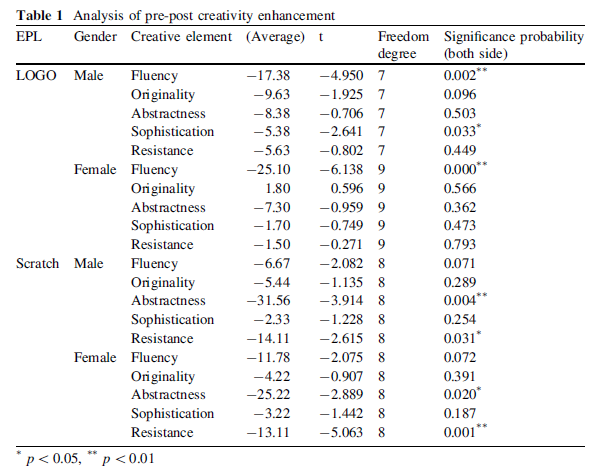 Table 1 Analysis of pre-post creativity enhancement
EPL Gender Creative element (Average) t Freedom degree Significance probability (both side)
LOGO Male Fluency −17.38 −4.950 7 0.002**
Originality −9.63 −1.925 7 0.096
Abstractness −8.38 −0.706 7 0.503
Sophistication −5.38 −2.641 7 0.033*
Resistance −5.63 −0.802 7 0.449
Female Fluency −25.10 −6.138 9 0.000**
Originality 1.80 0.596 9 0.566
Abstractness −7.30 −0.959 9 0.362
Sophistication −1.70 −0.749 9 0.473
Resistance −1.50 −0.271 9 0.793
Scratch Male Fluency −6.67 −2.082 8 0.071
Originality −5.44 −1.135 8 0.289
Abstractness −31.56 −3.914 8 0.004**
Sophistication −2.33 −1.228 8 0.254
Resistance −14.11 −2.615 8 0.031*
Female Fluency −11.78 −2.075 8 0.072
Originality −4.22 −0.907 8 0.391
Abstractness −25.22 −2.889 8 0.020*
Sophistication −3.22 −1.442 8 0.187
Resistance −13.11 −5.063 8 0.001**
* p < 0.05, ** p < 0.01